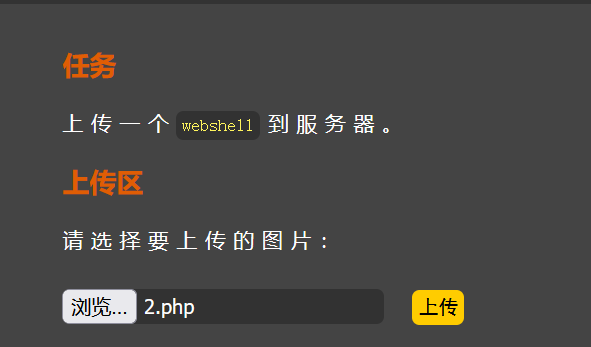 任务
上传一个 webshell 到服务器。
上传区
请选择要上传的图片：
浏览... 2.php 上传